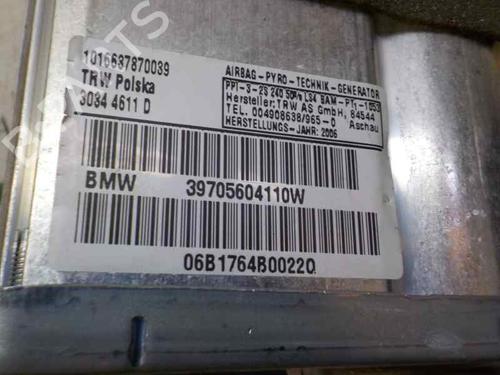 1016637870039
TRW Polska
3034 4611 D
AIRBAG-PYRO-TECHNIK-GENERATOR
Hersteller: TRW AS GmbH, 84544
TEL. 004908638/965-0 Aschau
HERSTELLUNGS-JAHR: 2006
BMW 39705604110W
06B1764B0022O